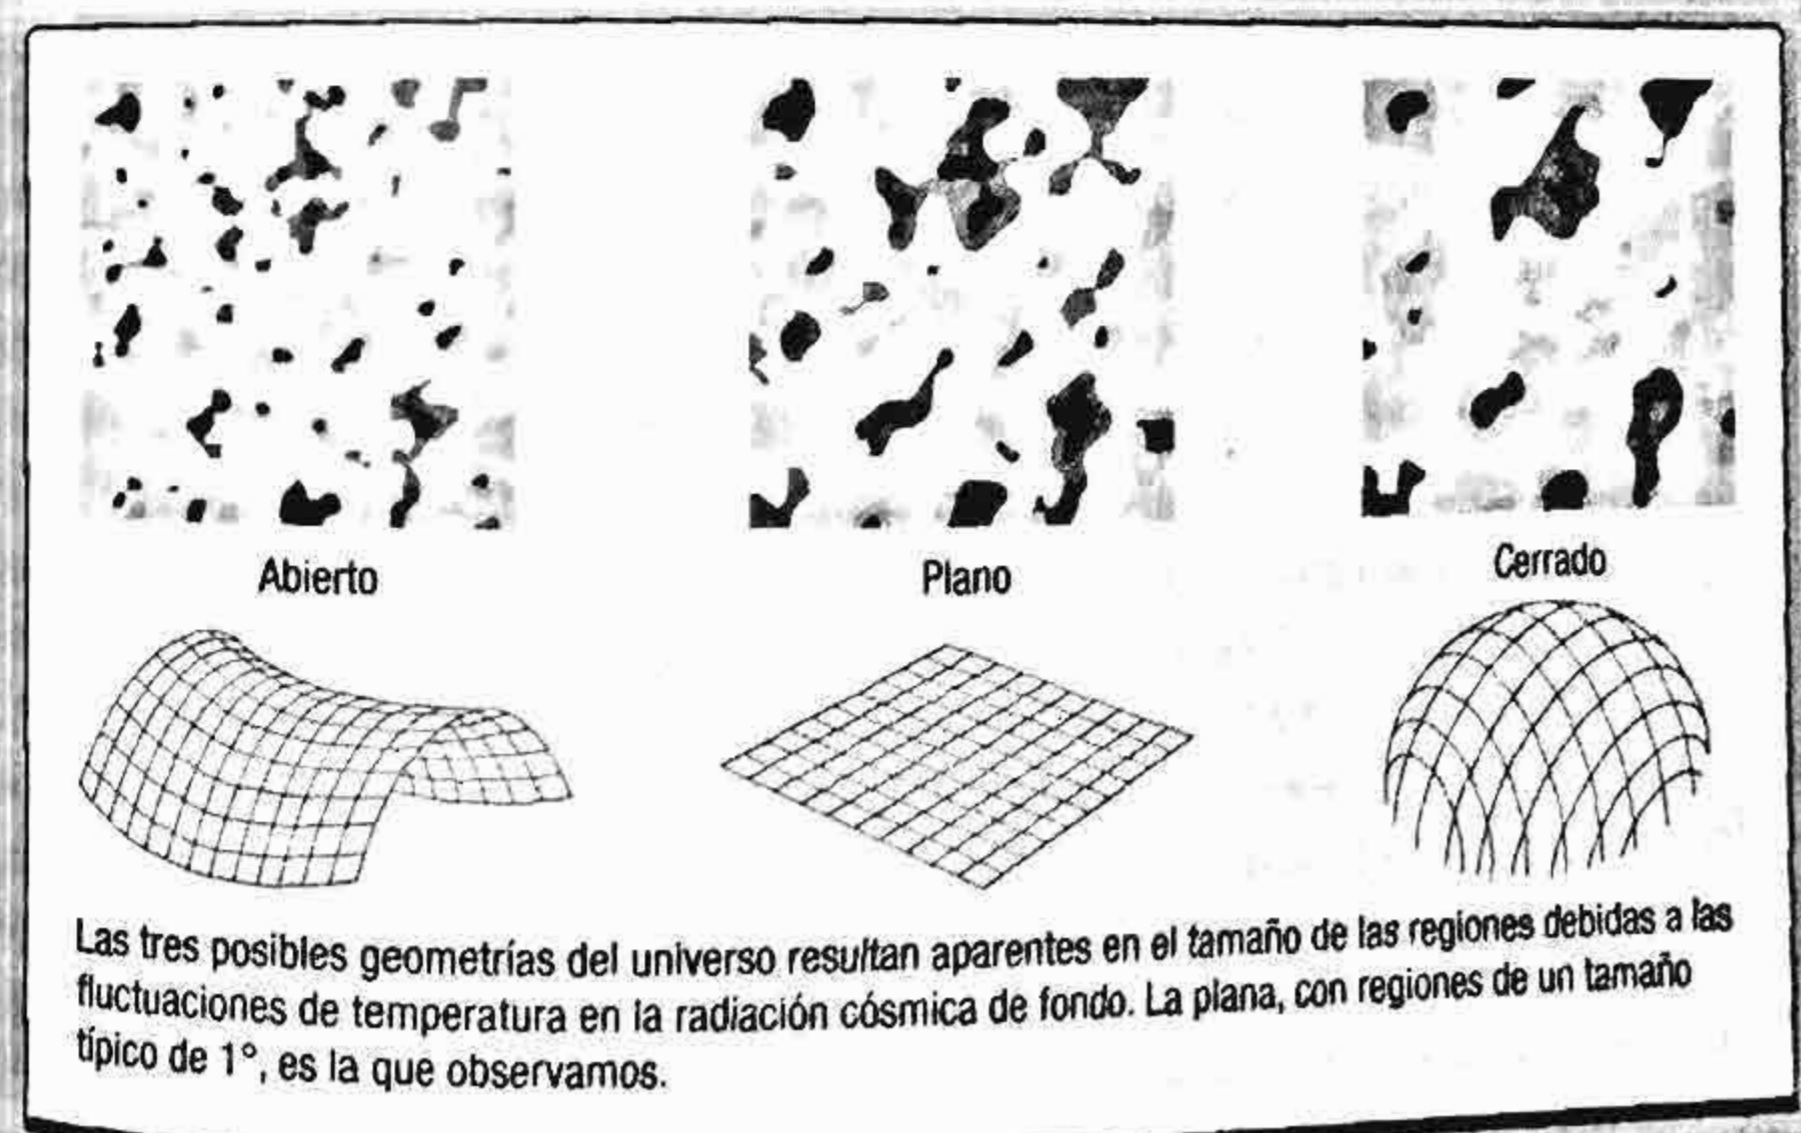 Abierto
Plano
Cerrado
Las tres posibles geometrías del universo resultan aparentes en el tamaño de las regiones debidas a las
fluctuaciones de temperatura en la radiación cósmica de fondo. La plana, con regiones de un tamaño
típico de 1°, es la que observamos.